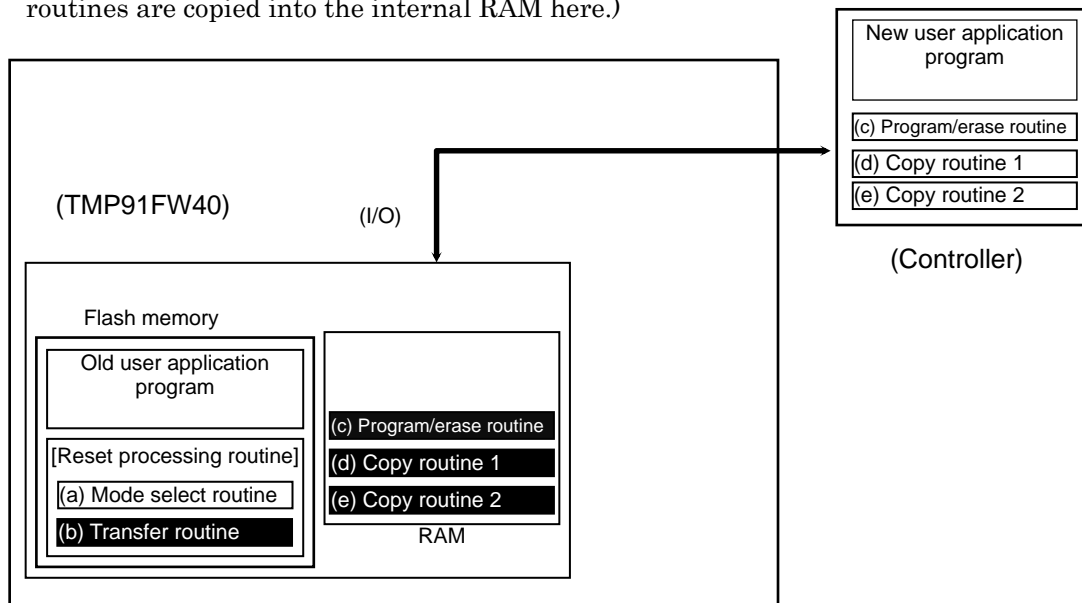 routines are copied into the internal RAM here.)
New user application
program
(c) Program/erase routine
(d) Copy routine 1
(e) Copy routine 2
(Controller)
(TMP91FW40)
(I/O)
Flash memory
Old user application
program
[Reset processing routine]
(a) Mode select routine
(b) Transfer routine
(c) Program/erase routine
(d) Copy routine 1
(e) Copy routine 2
RAM